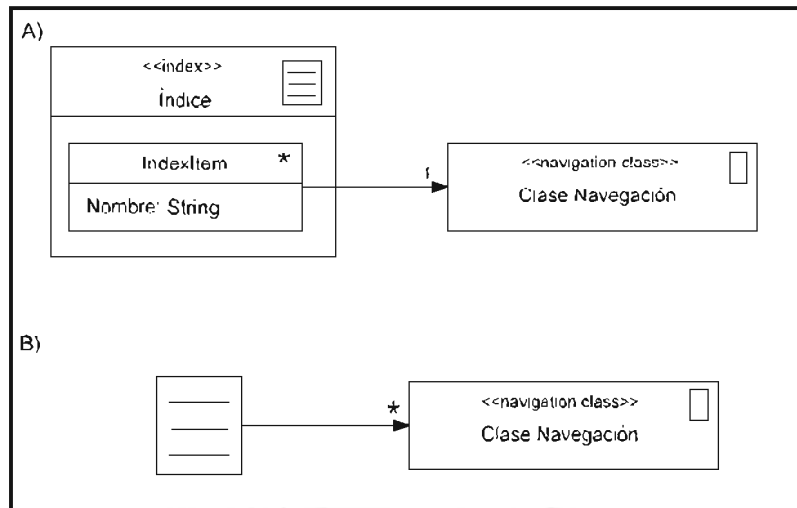 A)
<<index>>
Índice
IndexItem *
Nombre: String
1
<<navigation class>>
Clase Navegación
B)
*
<<navigation class>>
Clase Navegación